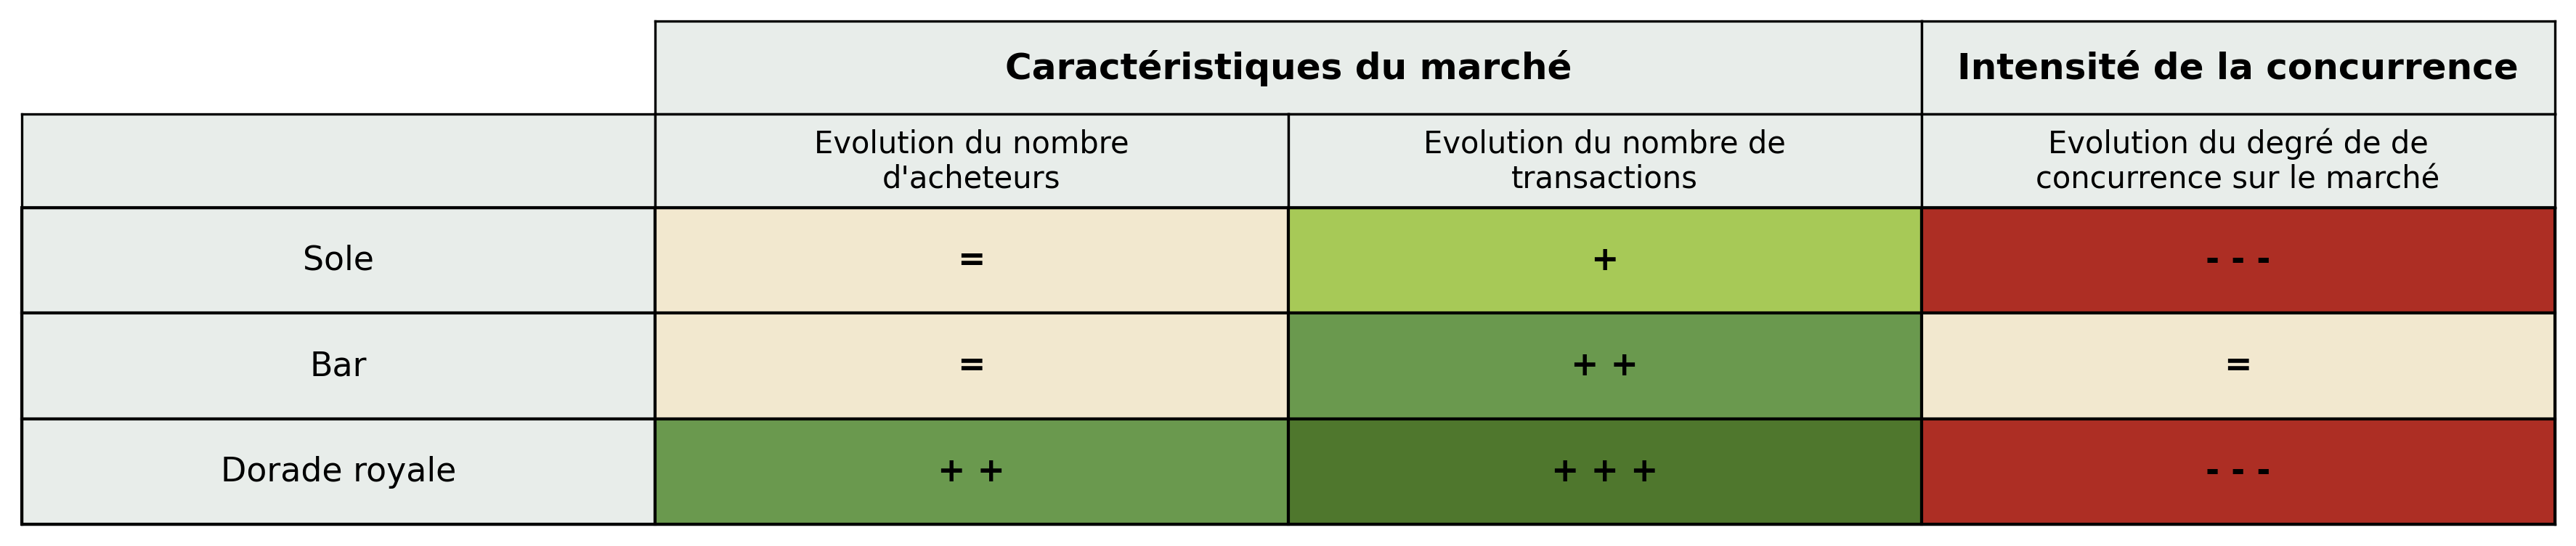 Caractéristiques du marché
Intensité de la concurrence
Evolution du nombre
d'acheteurs
Evolution du nombre de
transactions
Evolution du degré de de
concurrence sur le marché
Sole
=
+
- - -
Bar
=
+ +
=
Dorade royale
+ +
+ + +
- - -